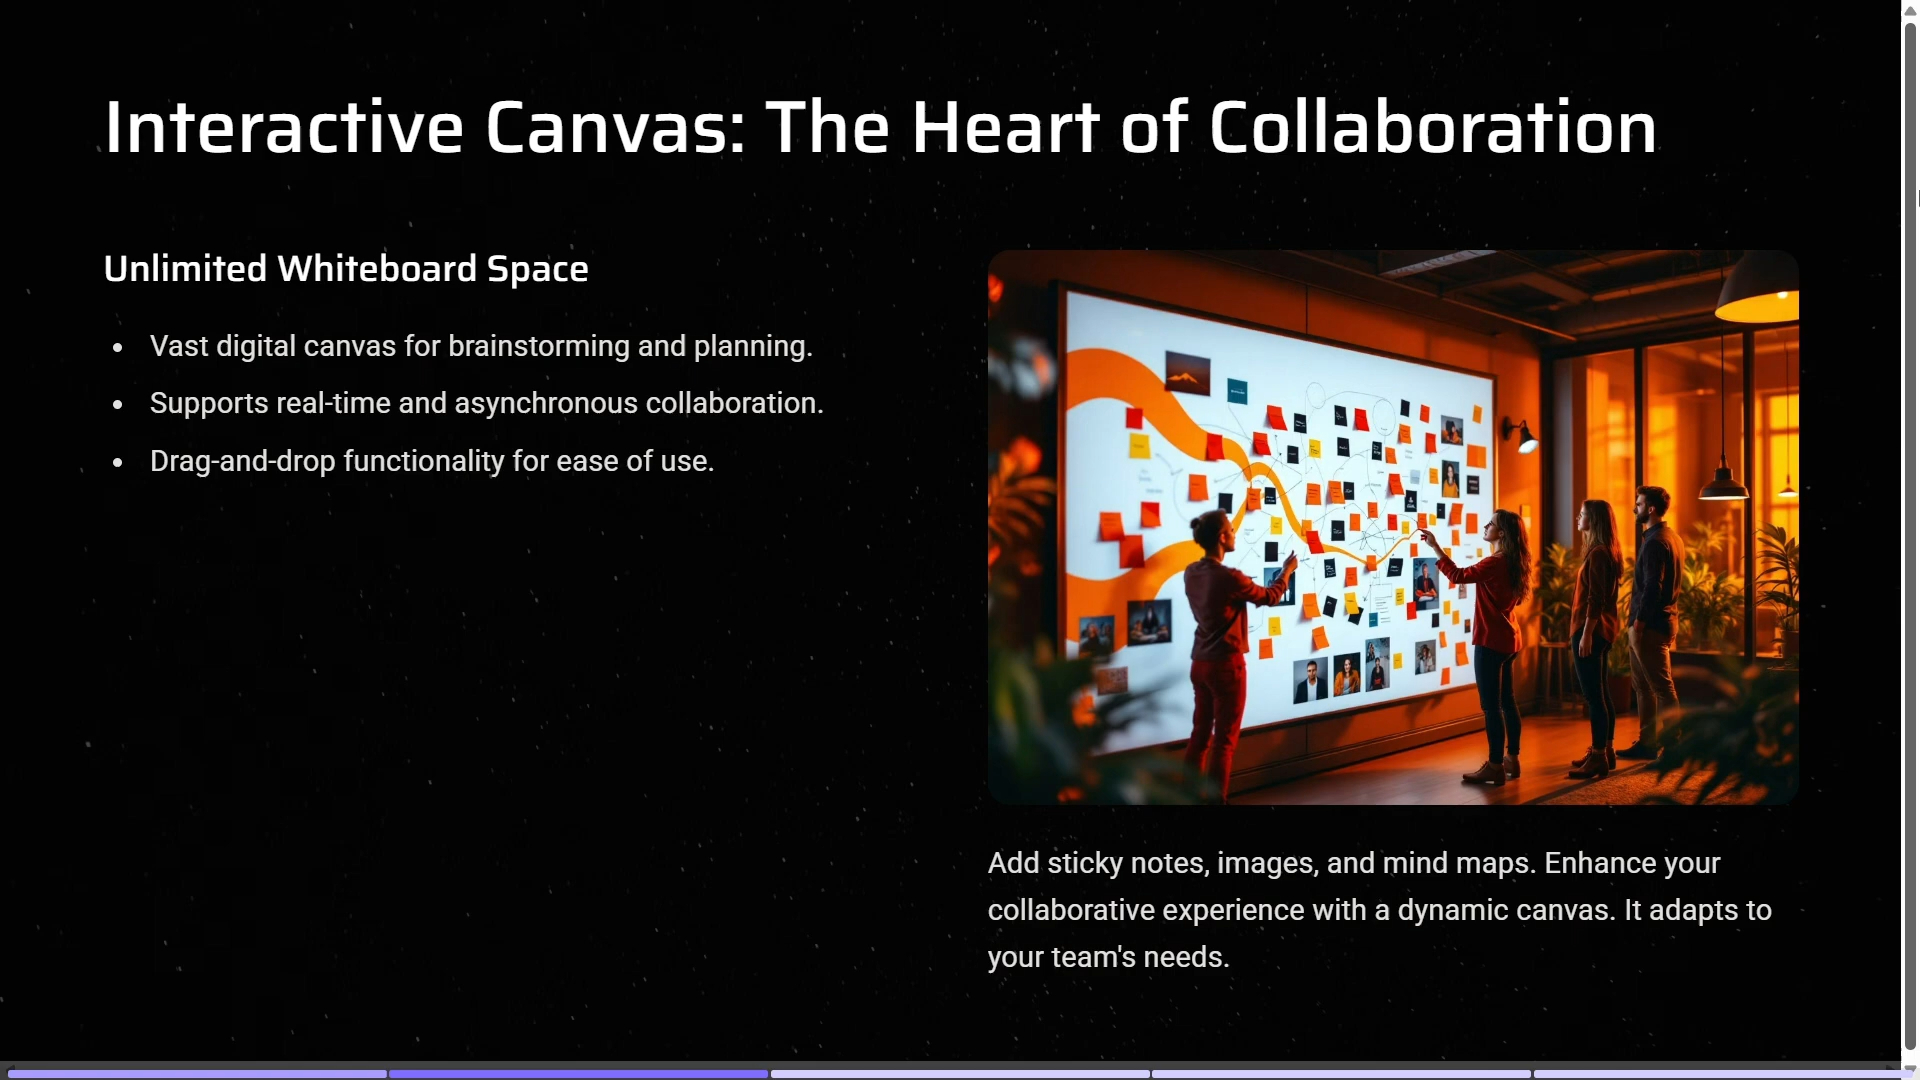 Interactive Canvas: The Heart of Collaboration
Unlimited Whiteboard Space
• Vast digital canvas for brainstorming and planning.
• Supports real-time and asynchronous collaboration.
• Drag-and-drop functionality for ease of use.
Add sticky notes, images, and mind maps. Enhance your
collaborative experience with a dynamic canvas. It adapts to
your team's needs.